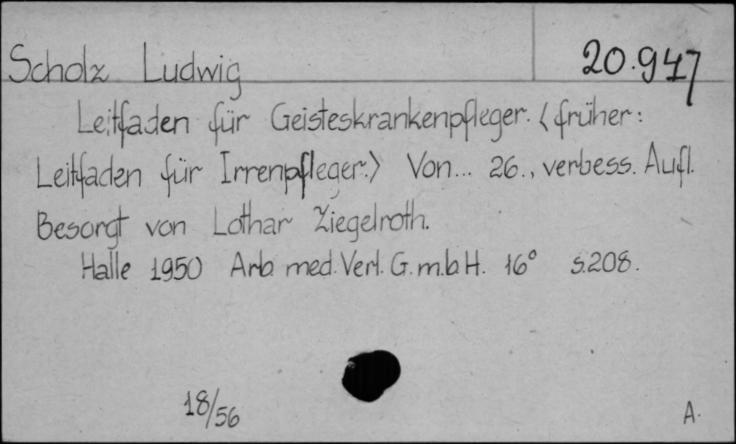 Scholz Ludwig 20.947
Leitfaden für Geisteskrankenpfleger. <früher:
Leitfaden für Irrenpfleger.> Von... 26., verbess. Aufl.
Besorgt von Lothar Ziegelroth.
Halle 1950 Arb. med. Verl. G.m.b.H. 16° s.208.
18/56 A.